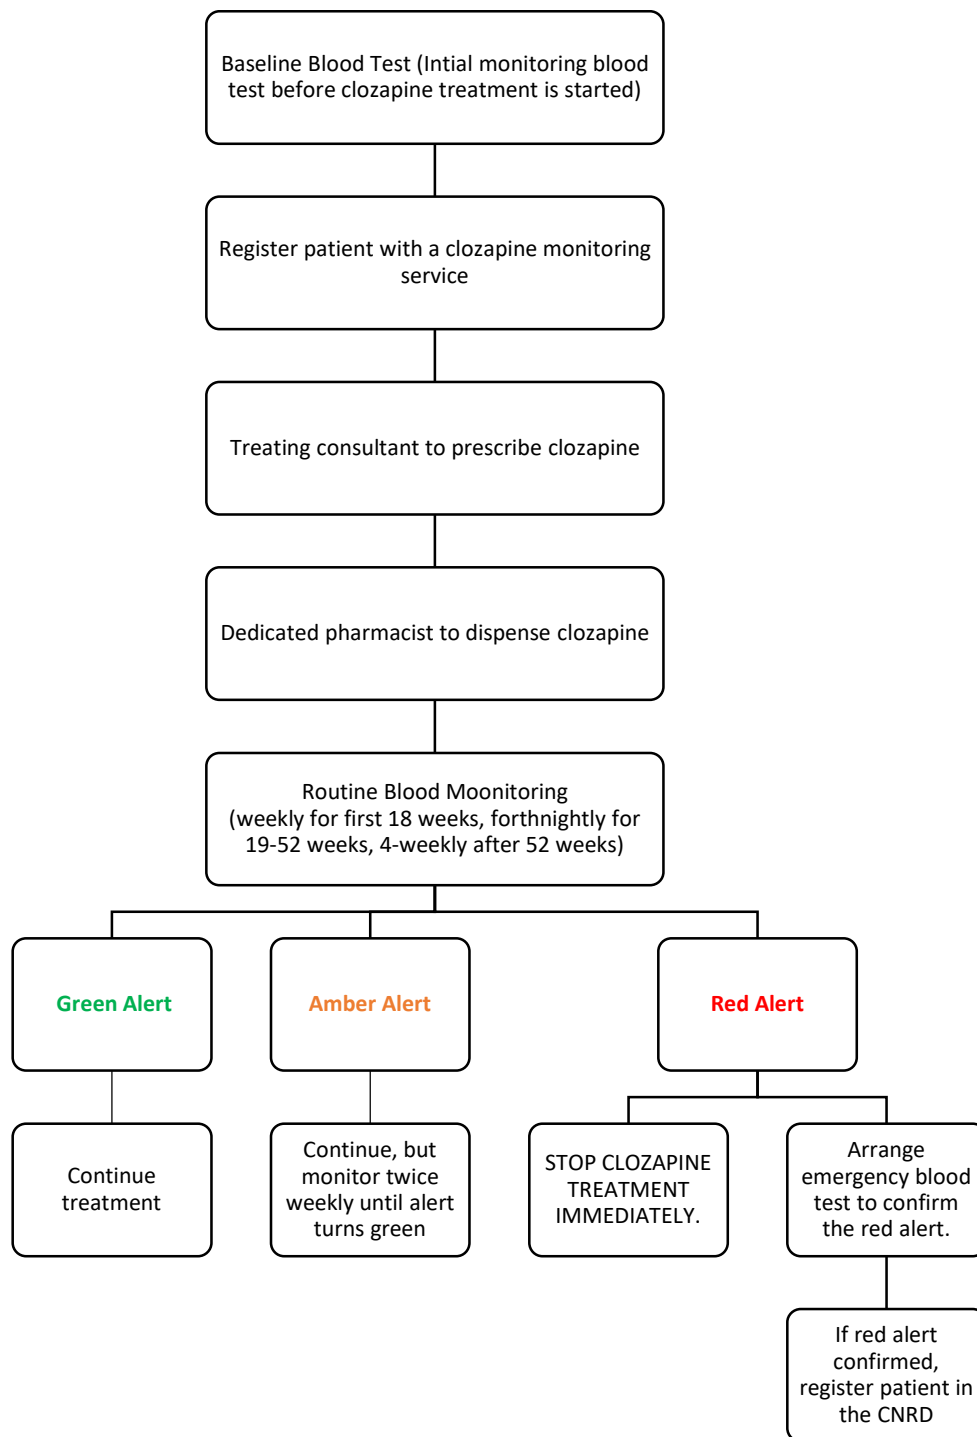 Baseline Blood Test (Intial monitoring blood
test before clozapine treatment is started)
Register patient with a clozapine monitoring
service
Treating consultant to prescribe clozapine
Dedicated pharmacist to dispense clozapine
Routine Blood Moonitoring
(weekly for first 18 weeks, forthnightly for
19-52 weeks, 4-weekly after 52 weeks)
Green Alert
Continue
treatment
Amber Alert
Continue, but
monitor twice
weekly until alert
turns green
Red Alert
STOP CLOZAPINE
TREATMENT
IMMEDIATELY.
Arrange
emergency blood
test to confirm
the red alert.
If red alert
confirmed,
register patient in
the CNRD